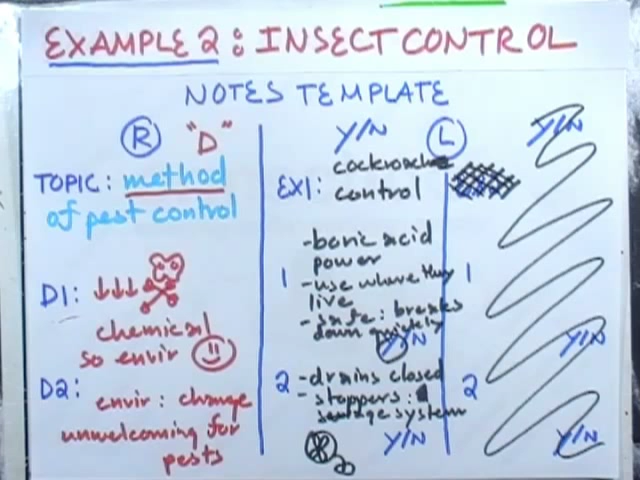 EXAMPLE 2 : INSECT CONTROL
NOTES TEMPLATE
R "D"
TOPIC: method
of pest control
D1: ↓↓↓
chemical
so envir
D2:
envir : change
unwelcoming for
pests
Y/N L
EX1: cockroach
control
1 -boric acid
power
-use where they
live
-safe: breaks
down quickly
Y/N
2 -drains closed
-stoppers:
sewage system
Y/N
Y/N
1
Y/N
2
Y/N